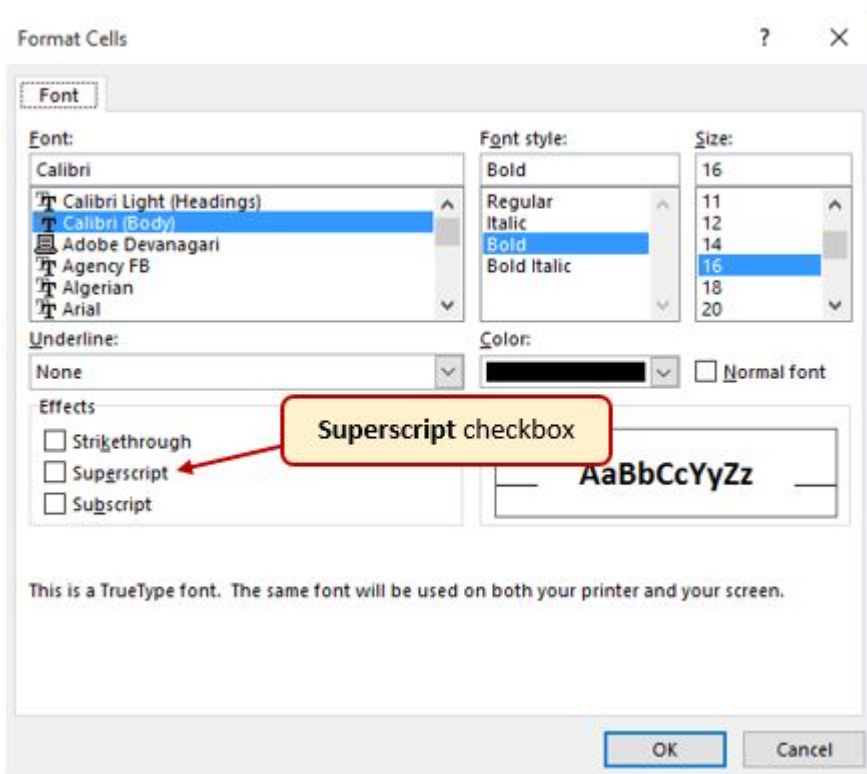 Format Cells ?
Font
Font: Font style: Size:
Calibri Bold 16
Calibri Light (Headings) Regular 11
Calibri (Body) Italic 12
Adobe Devanagari Bold 14
Agency FB Bold Italic 16
Algerian 18
Arial 20
Underline: Color:
None Normal font
Effects
Strikethrough Superscript checkbox
Superscript AaBbCcYyZz
Subscript
This is a TrueType font. The same font will be used on both your printer and your screen.
OK Cancel